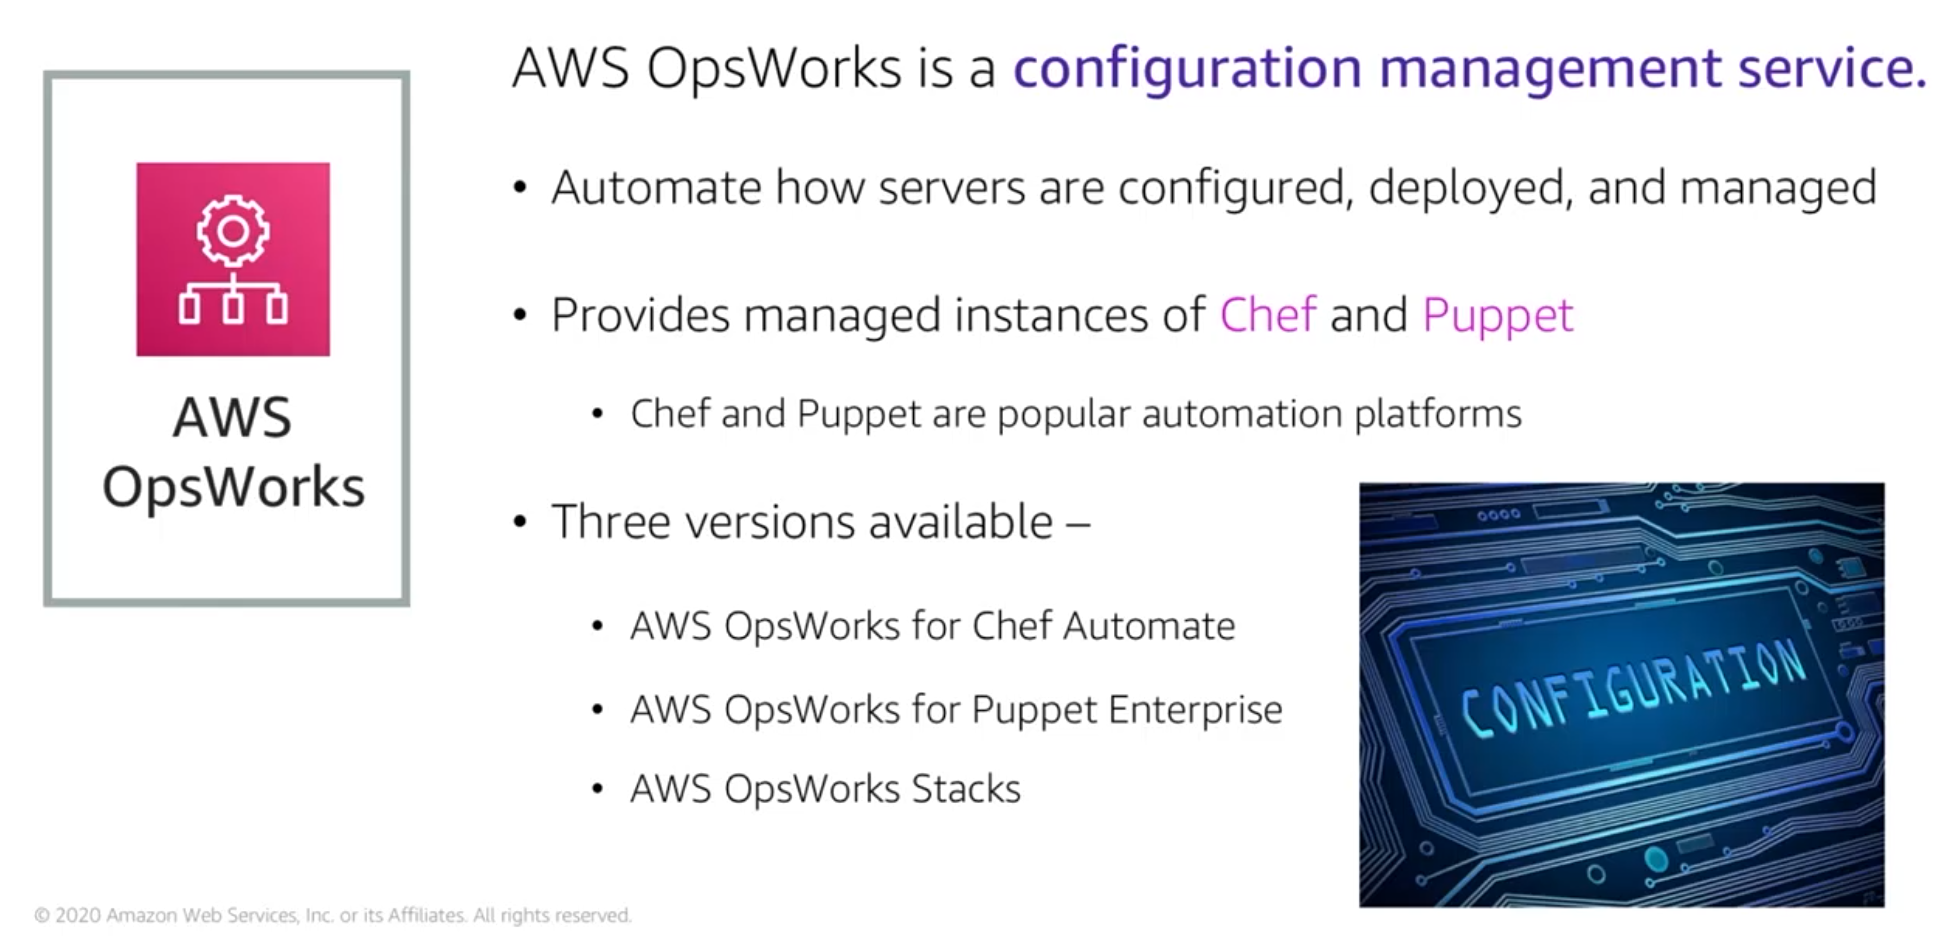 AWS OpsWorks is a configuration management service.
AWS
OpsWorks
• Automate how servers are configured, deployed, and managed
• Provides managed instances of Chef and Puppet
• Chef and Puppet are popular automation platforms
• Three versions available –
• AWS OpsWorks for Chef Automate
• AWS OpsWorks for Puppet Enterprise
• AWS OpsWorks Stacks
CONFIGURATION
© 2020 Amazon Web Services, Inc. or its Affiliates. All rights reserved.